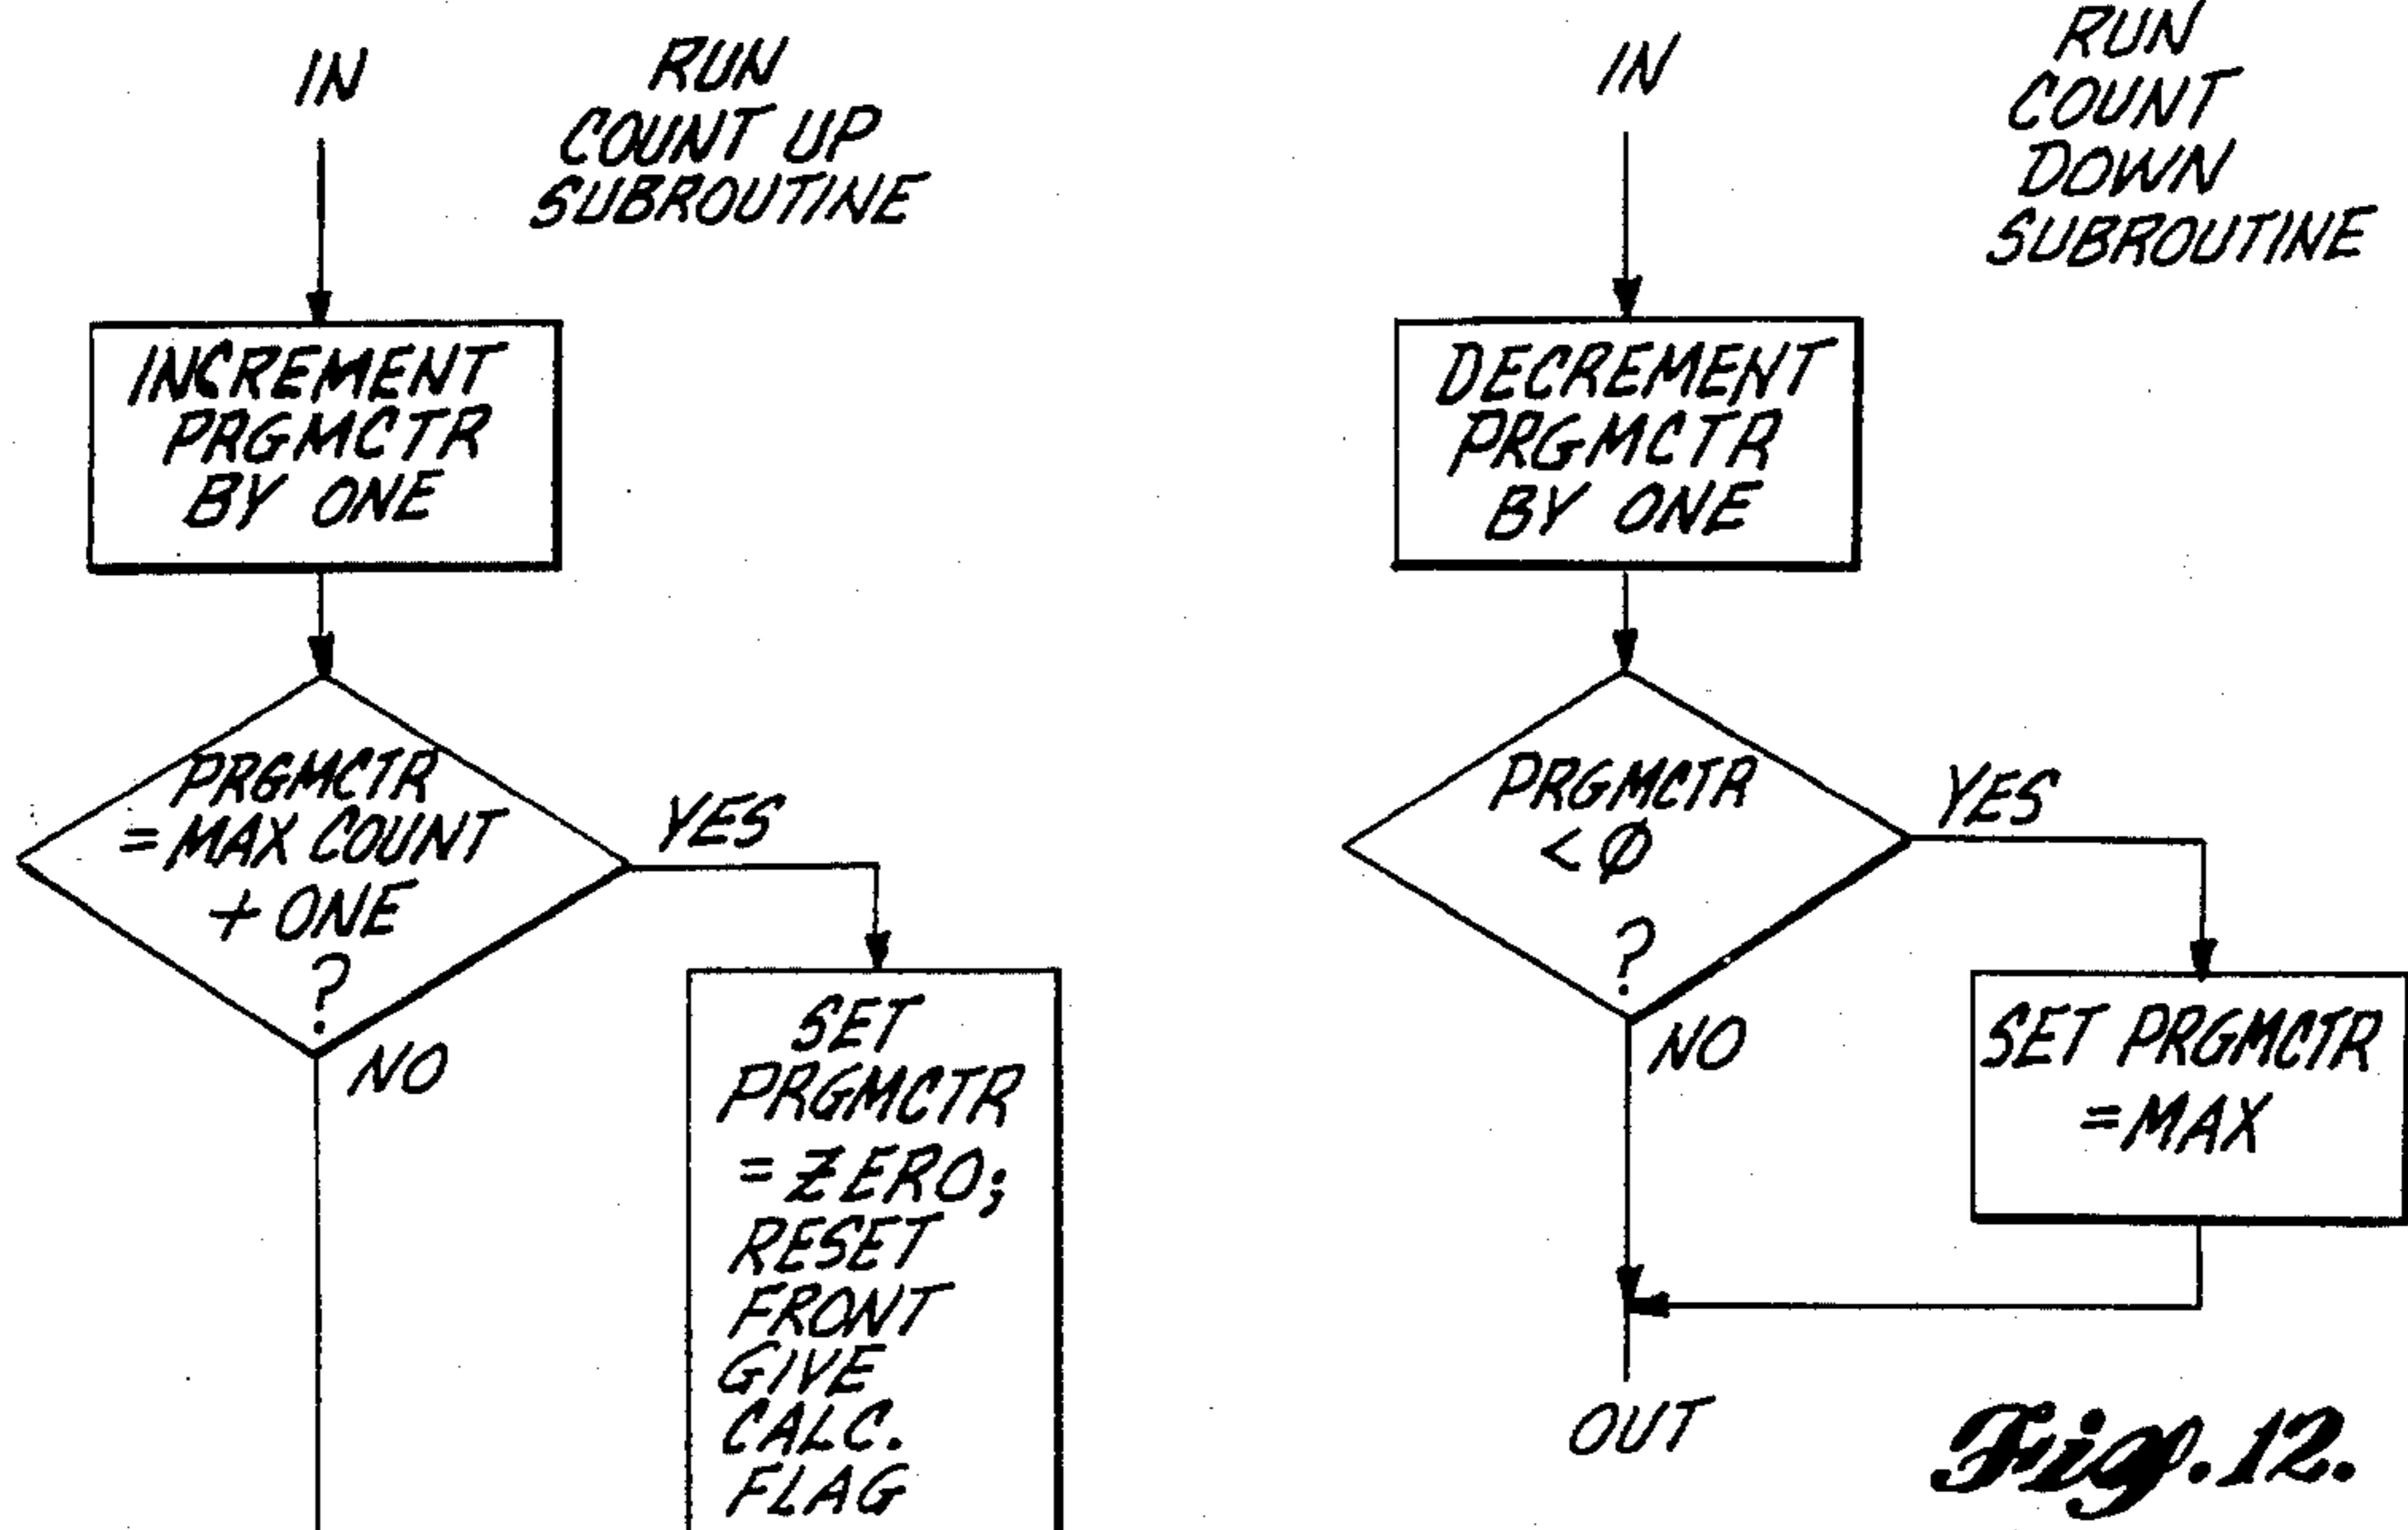 IN
RUN
COUNT UP
SUBROUTINE
INCREMENT
PRGMCTR
BY ONE
PRGMCTR
= MAX COUNT
+ ONE
?
YES
NO
SET
PRGMCTR
= ZERO;
RESET
FRONT
GIVE
CALC.
FLAG
IN
RUN
COUNT
DOWN
SUBROUTINE
DECREMENT
PRGMCTR
BY ONE
PRGMCTR
< Ø
?
YES
NO
SET PRGMCTR
= MAX
OUT
Fig. 12.